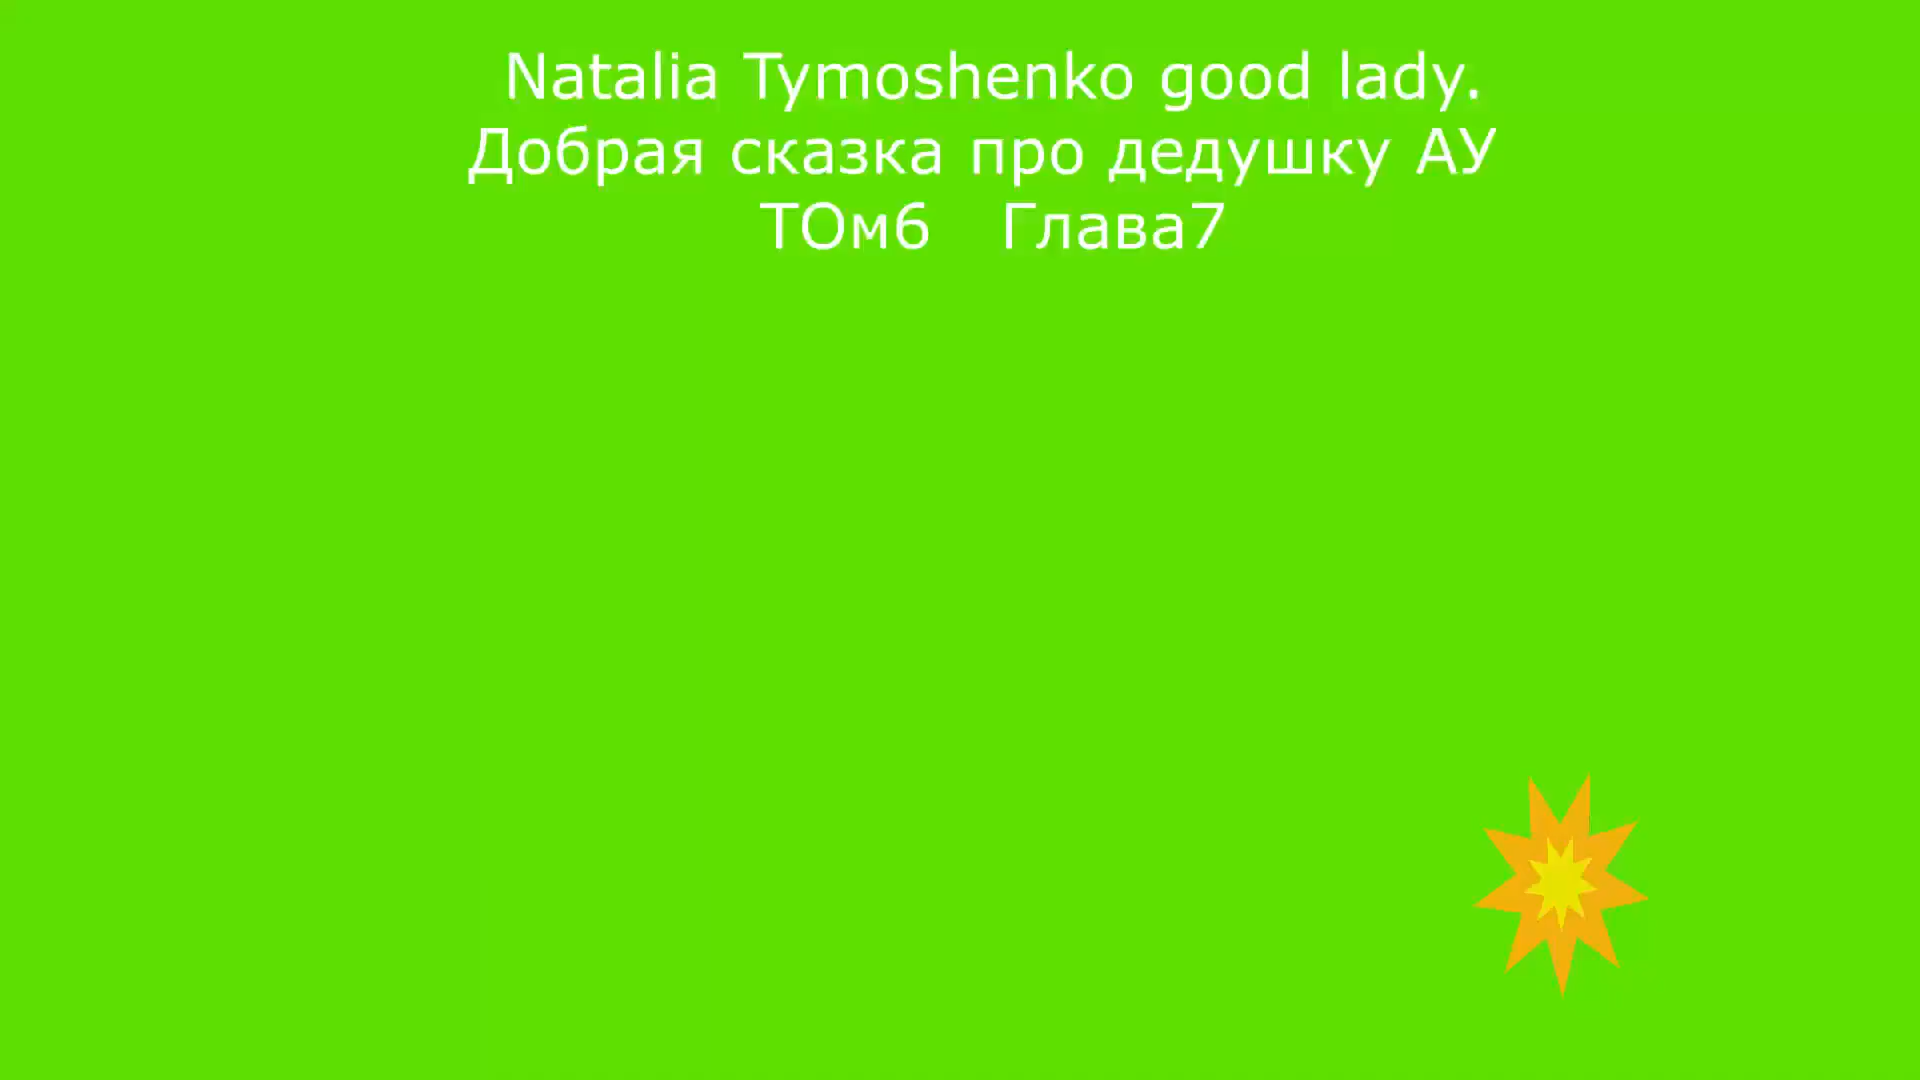 Natalia Tymoshenko good lady.
Добрая сказка про дедушку АУ
ТОм6 Глава7